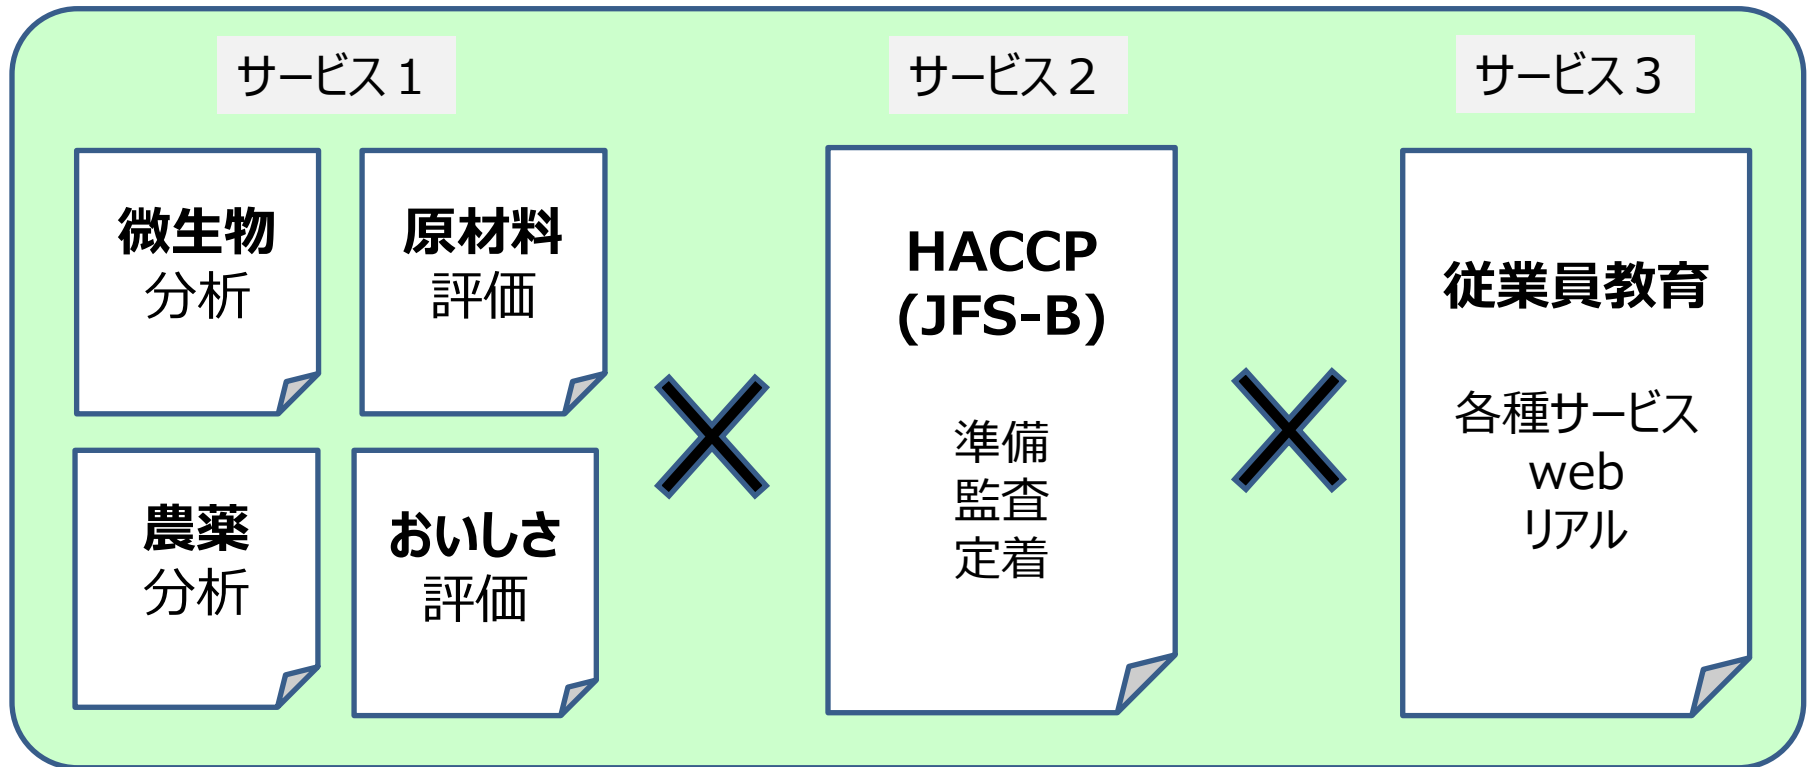 サービス１
微生物
分析
原材料
評価
農薬
分析
おいしさ
評価
サービス２
HACCP
(JFS-B)
準備
監査
定着
サービス３
従業員教育
各種サービス
web
リアル